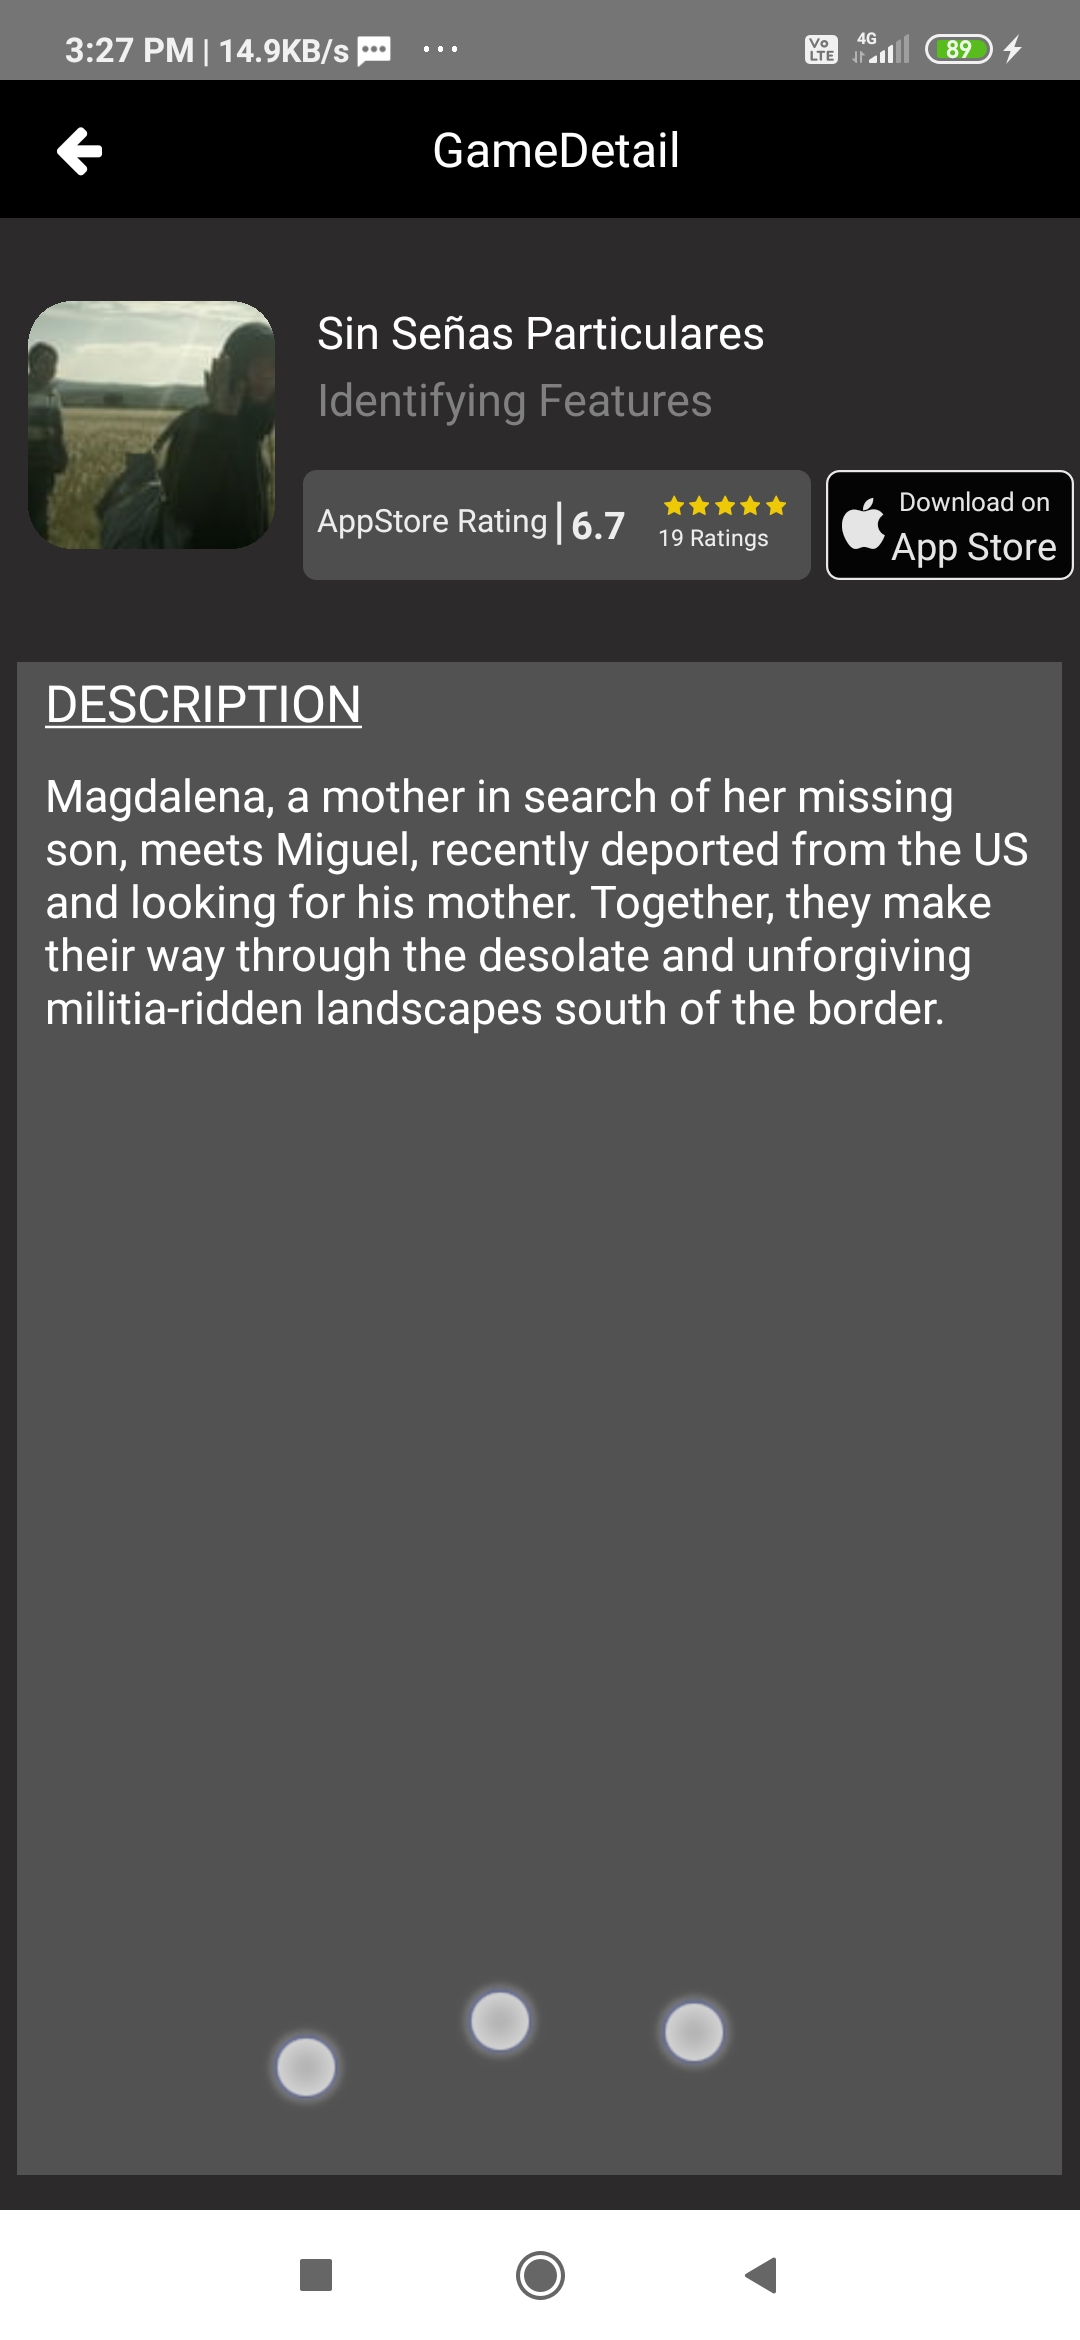 3:27 PM | 14.9KB/s ...
Vo LTE 4G 89
GameDetail
Sin Señas Particulares
Identifying Features
AppStore Rating | 6.7
19 Ratings
Download on
App Store
DESCRIPTION
Magdalena, a mother in search of her missing
son, meets Miguel, recently deported from the US
and looking for his mother. Together, they make
their way through the desolate and unforgiving
militia-ridden landscapes south of the border.